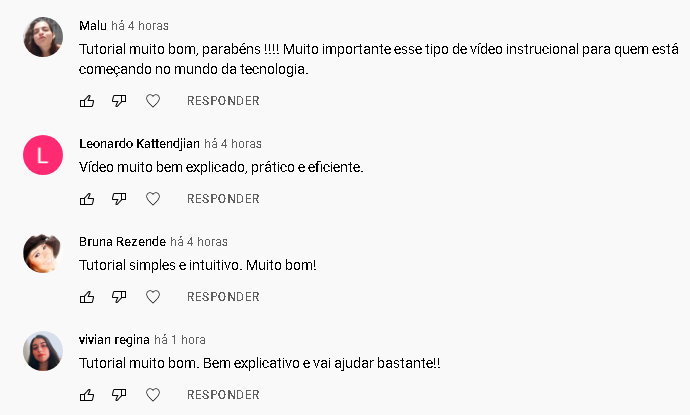 Malu há 4 horas
Tutorial muito bom, parabéns !!!! Muito importante esse tipo de vídeo instrucional para quem está
começando no mundo da tecnologia.
RESPONDER
L
Leonardo Kattendjian há 4 horas
Vídeo muito bem explicado, prático e eficiente.
RESPONDER
Bruna Rezende há 4 horas
Tutorial simples e intuitivo. Muito bom!
RESPONDER
vivian regina há 1 hora
Tutorial muito bom. Bem explicativo e vai ajudar bastante!!
RESPONDER